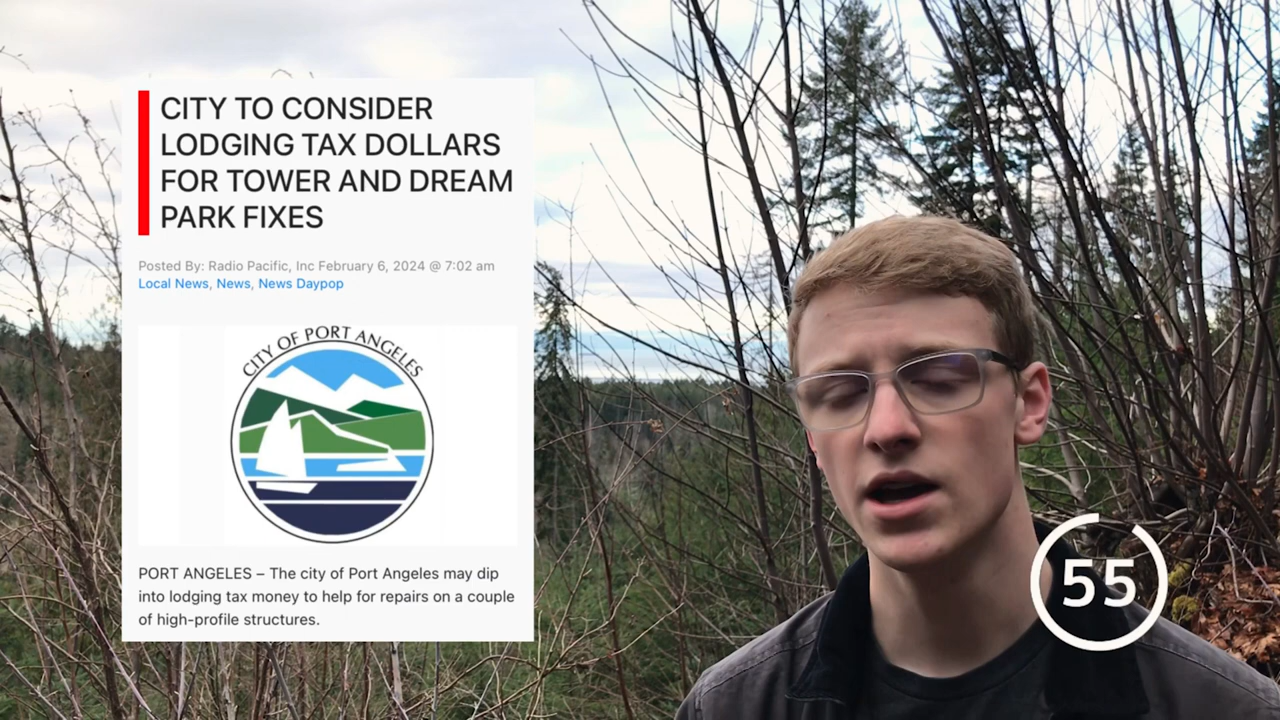 CITY TO CONSIDER
LODGING TAX DOLLARS
FOR TOWER AND DREAM
PARK FIXES
Posted By: Radio Pacific, Inc February 6, 2024 @ 7:02 am
Local News, News, News Daypop
CITY OF PORT ANGELES
PORT ANGELES – The city of Port Angeles may dip
into lodging tax money to help for repairs on a couple
of high-profile structures.
55